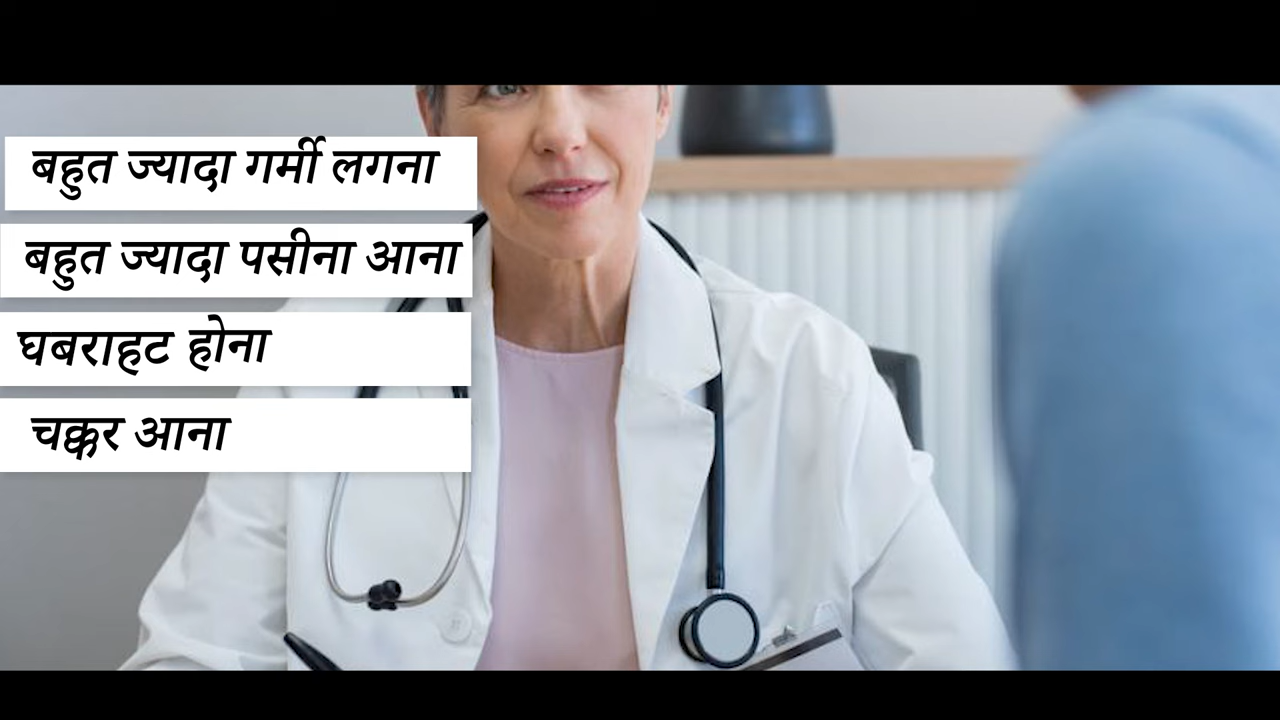 बहुत ज्यादा गर्मी लगना
बहुत ज्यादा पसीना आना
घबराहट होना
चक्कर आना